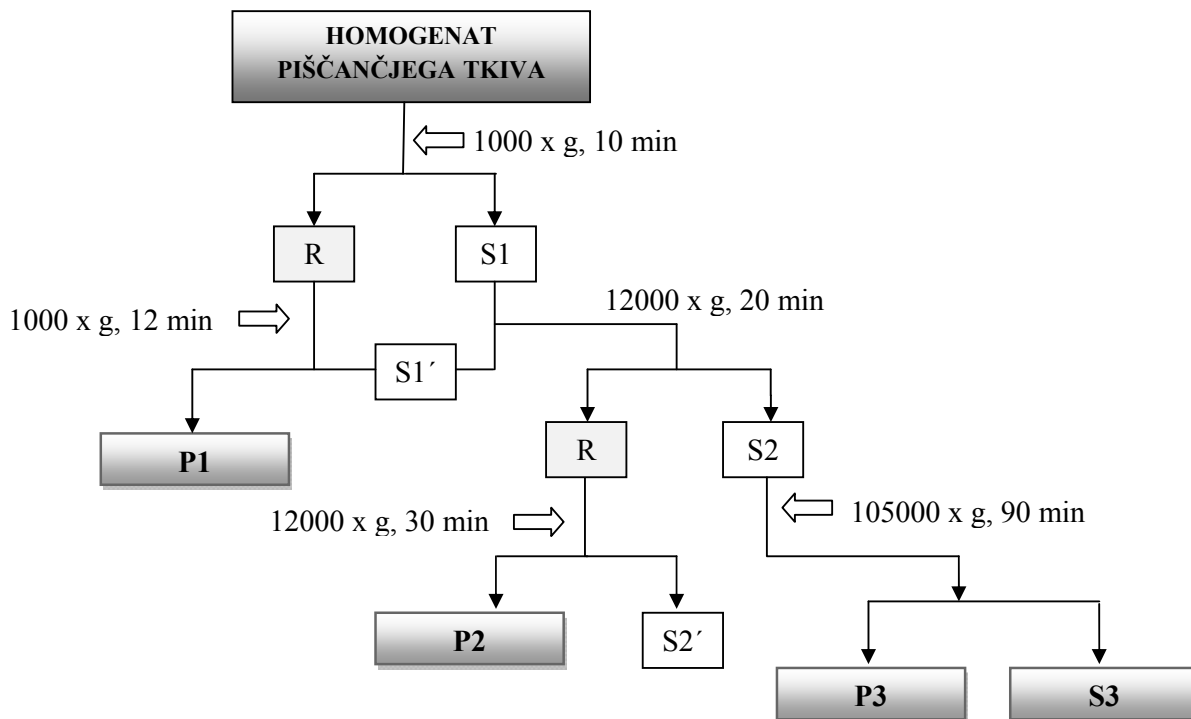 HOMOGENAT
PIŠČANČJEGA TKIVA
1000 x g, 10 min
R
S1
1000 x g, 12 min
12000 x g, 20 min
S1´
P1
R
S2
12000 x g, 30 min
105000 x g, 90 min
P2
S2´
P3
S3